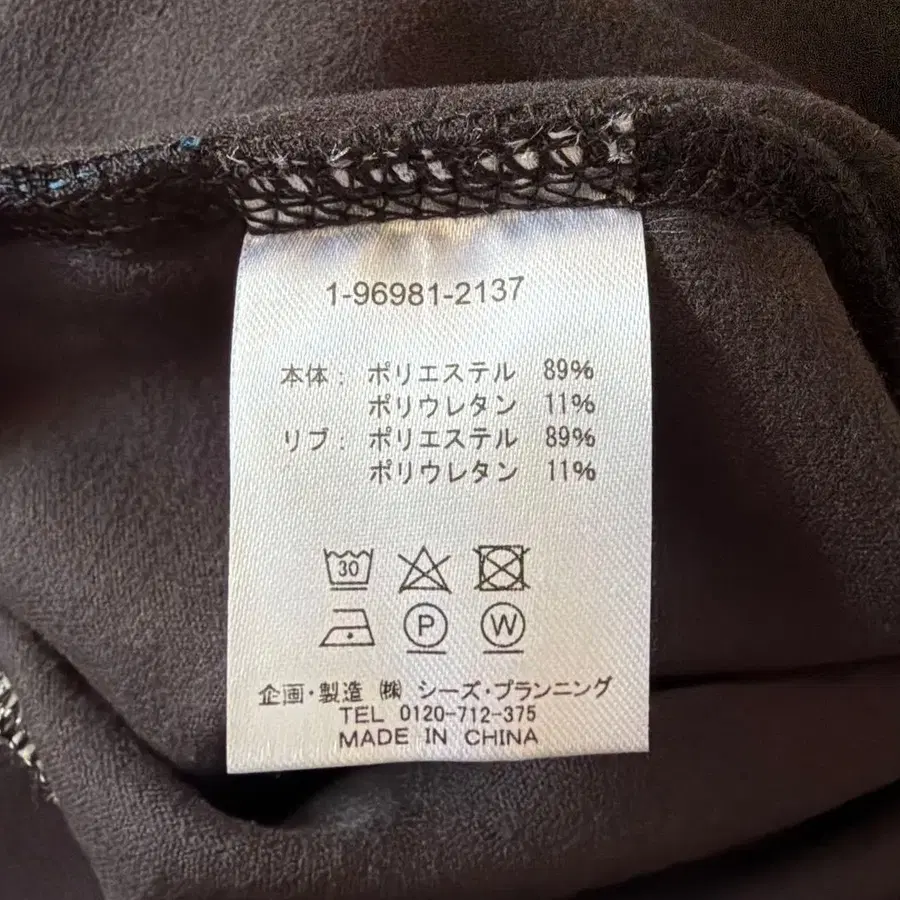 1-96981-2137
本体： ポリエステル 89%
ポリウレタン 11%
リブ： ポリエステル 89%
ポリウレタン 11%
30
P W
企画・製造 ㈱ シーズ・プランニング
TEL 0120-712-375
MADE IN CHINA